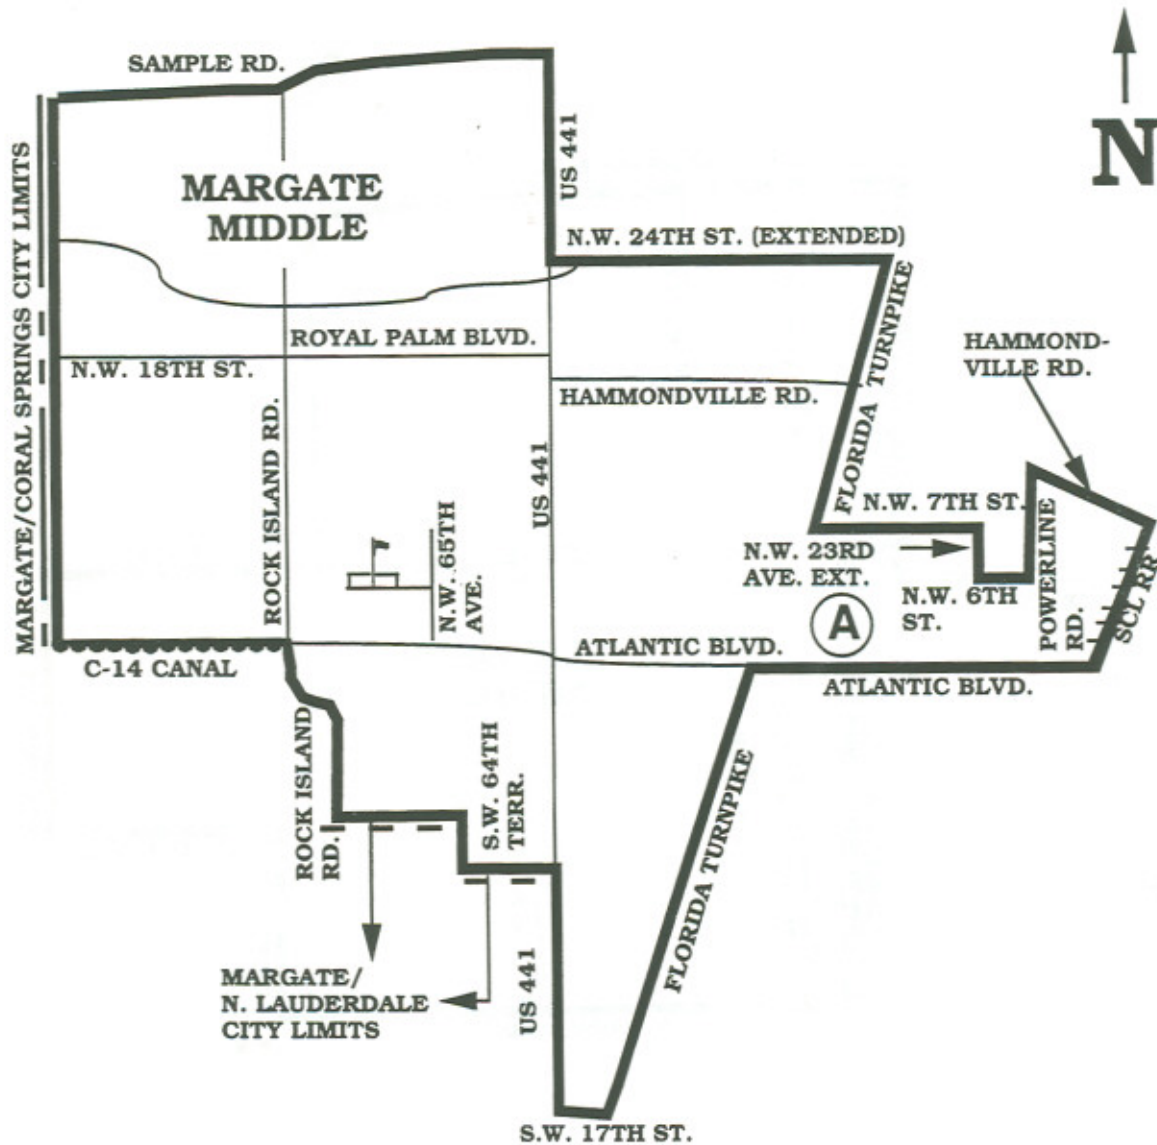 SAMPLE RD.
N
MARGATE
MIDDLE
US 441
MARGATE/CORAL SPRINGS CITY LIMITS
N.W. 24TH ST. (EXTENDED)
FLORIDA TURNPIKE
ROYAL PALM BLVD.
N.W. 18TH ST.
HAMMOND-
VILLE RD.
HAMMONDVILLE RD.
ROCK ISLAND RD.
US 441
N.W. 7TH ST.
N.W. 65TH
AVE.
N.W. 23RD
AVE. EXT.
N.W. 6TH
ST.
POWERLINE
RD.
SCL RR
A
ATLANTIC BLVD.
C-14 CANAL
ATLANTIC BLVD.
ROCK ISLAND
RD.
S.W. 64TH
TERR.
FLORIDA TURNPIKE
MARGATE/
N. LAUDERDALE
CITY LIMITS
US 441
S.W. 17TH ST.